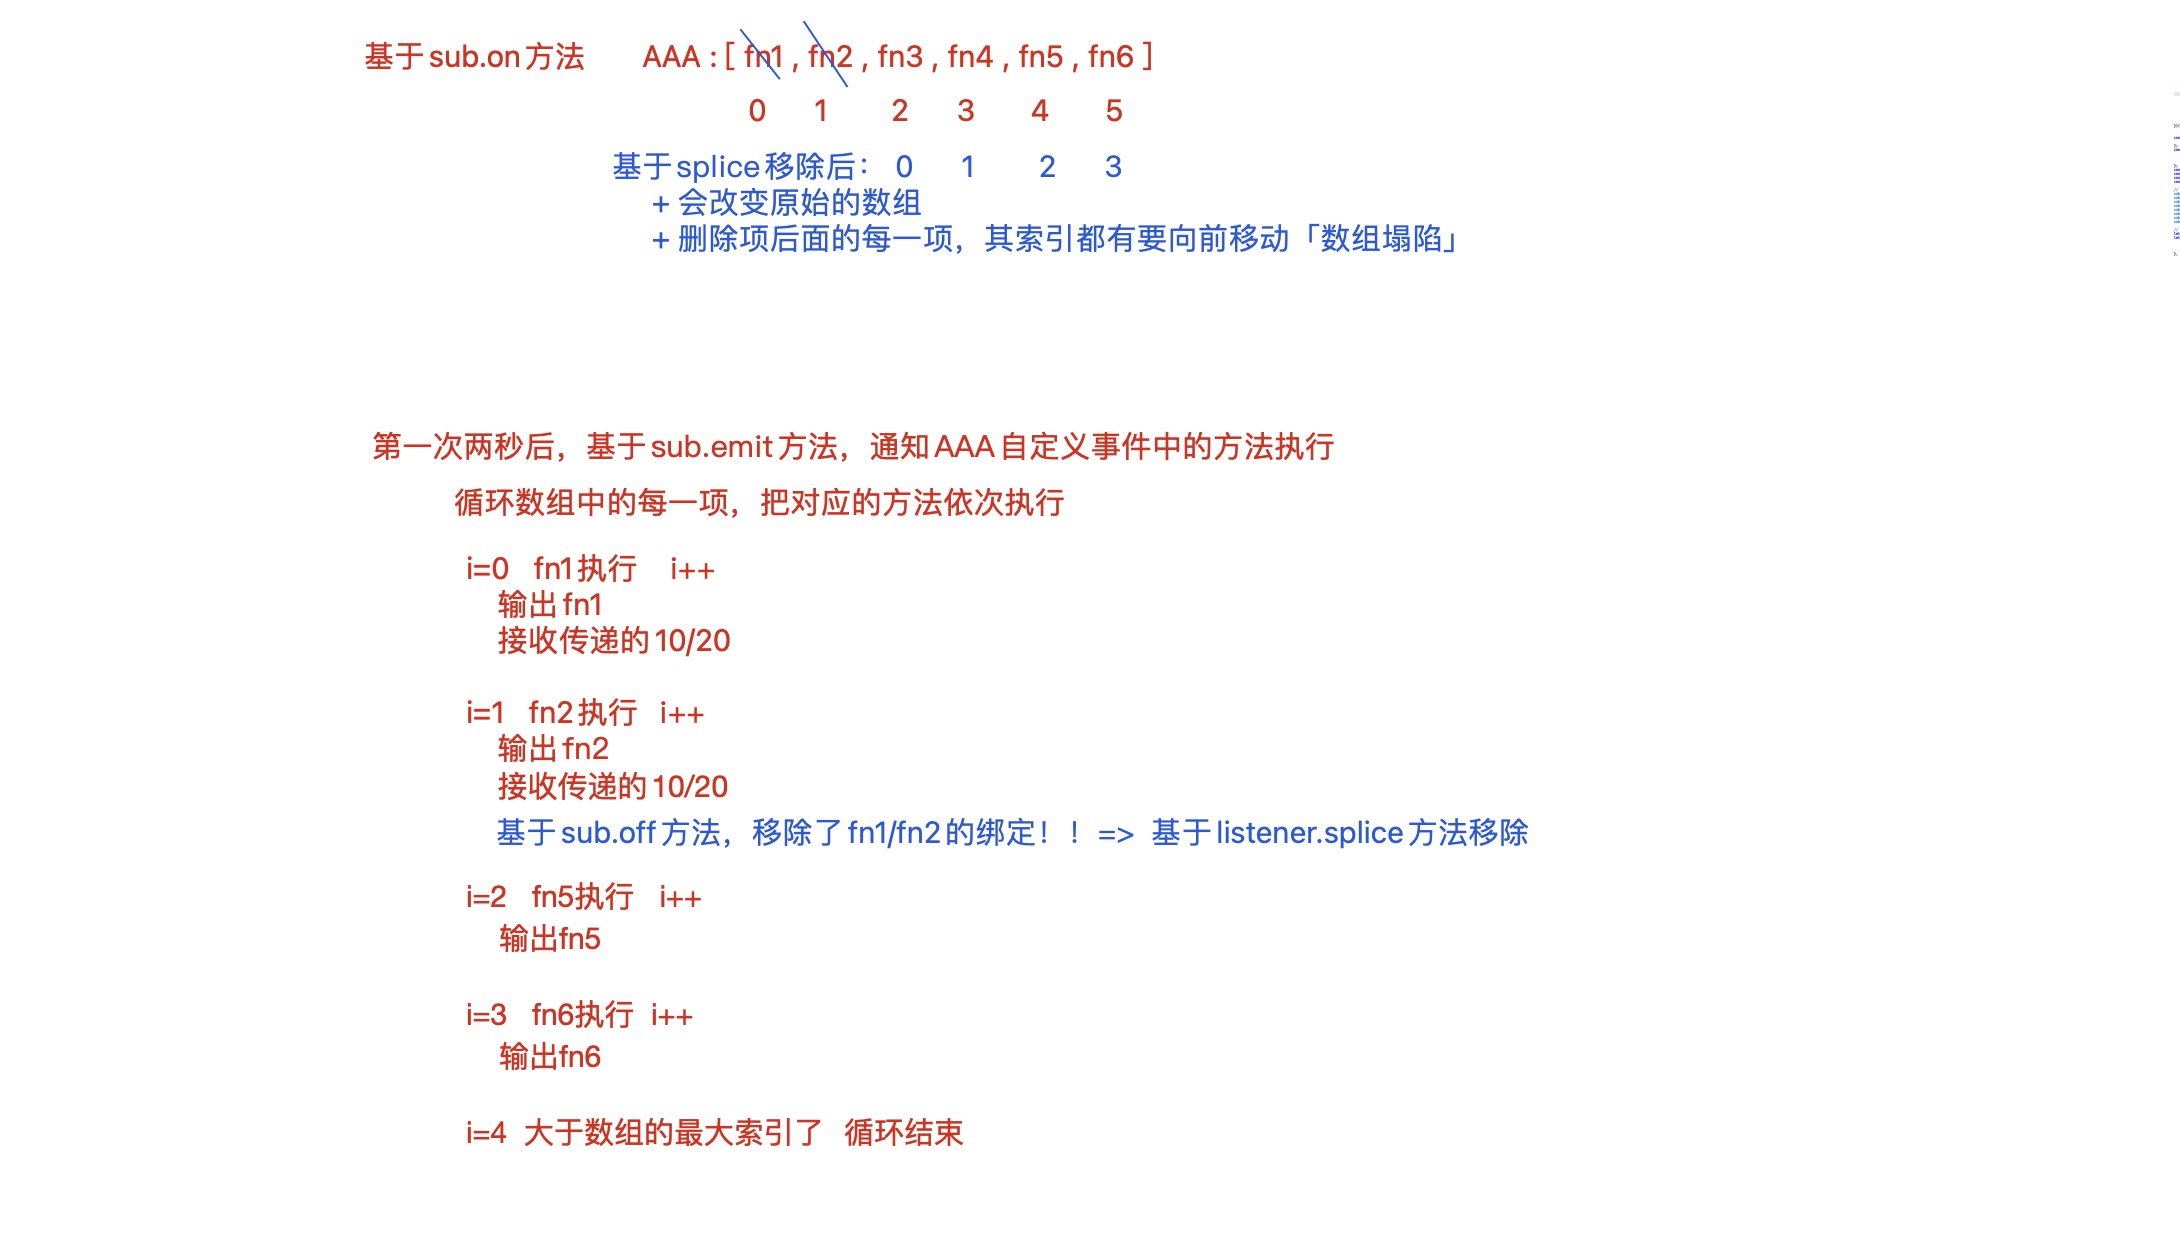 基于sub.on方法 AAA : [ fn1 , fn2 , fn3 , fn4 , fn5 , fn6 ]
0 1 2 3 4 5
基于splice移除后： 0 1 2 3
+ 会改变原始的数组
+ 删除项后面的每一项，其索引都有要向前移动「数组塌陷」
第一次两秒后，基于sub.emit方法，通知AAA自定义事件中的方法执行
循环数组中的每一项，把对应的方法依次执行
i=0 fn1执行 i++
输出fn1
接收传递的10/20
i=1 fn2执行 i++
输出fn2
接收传递的10/20
基于sub.off方法，移除了fn1/fn2的绑定！！=> 基于listener.splice方法移除
i=2 fn5执行 i++
输出fn5
i=3 fn6执行 i++
输出fn6
i=4 大于数组的最大索引了 循环结束